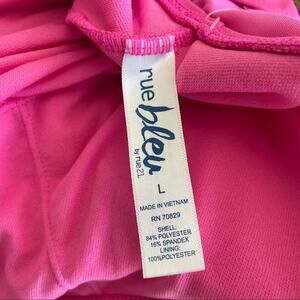 rue
bleu
by rue21
L
MADE IN VIETNAM
RN 70829
SHELL:
84% POLYESTER
16% SPANDEX
LINING:
100%POLYESTER